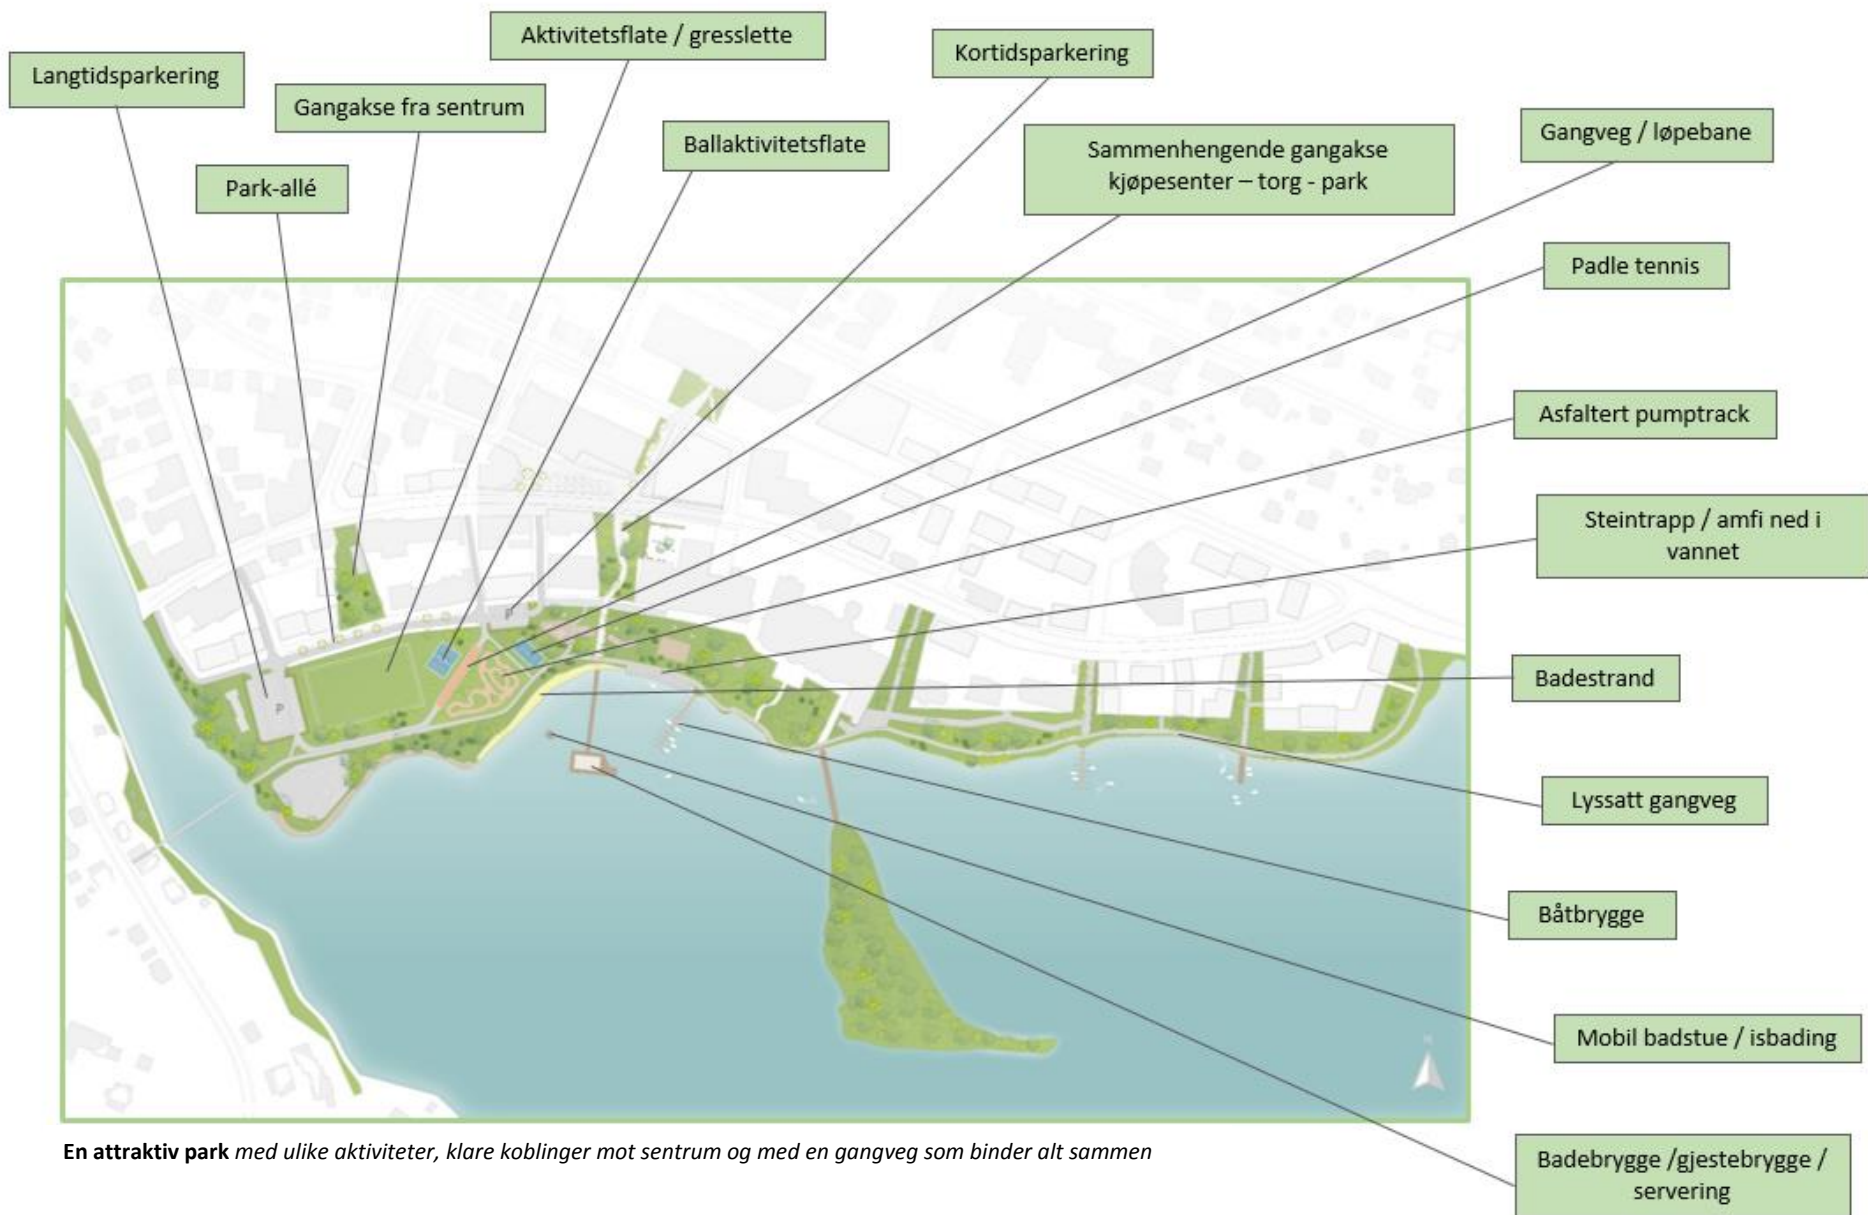 Aktivitetsflate / gresslette
Langtidsparkering
Kortidsparkering
Gangakse fra sentrum
Ballaktivitetsflate
Gangveg / løpebane
Sammenhengende gangakse
kjøpesenter – torg - park
Park-allé
Padle tennis
Asfaltert pumptrack
Steintrapp / amfi ned i
vannet
P
Badestrand
P
Lyssatt gangveg
Båtbrygge
Mobil badstue / isbading
En attraktiv park med ulike aktiviteter, klare koblinger mot sentrum og med en gangveg som binder alt sammen
Badebrygge /gjestebrygge /
servering